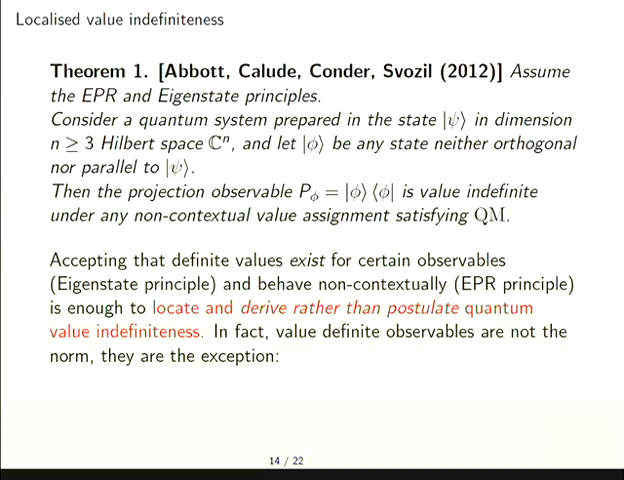 Localised value indefiniteness
Theorem 1. [Abbott, Calude, Conder, Svozil (2012)] Assume
the EPR and Eigenstate principles.
Consider a quantum system prepared in the state |ψ⟩ in dimension
n ≥ 3 Hilbert space ℂⁿ, and let |ϕ⟩ be any state neither orthogonal
nor parallel to |ψ⟩.
Then the projection observable P_ϕ = |ϕ⟩ ⟨ϕ| is value indefinite
under any non-contextual value assignment satisfying QM.
Accepting that definite values exist for certain observables
(Eigenstate principle) and behave non-contextually (EPR principle)
is enough to locate and derive rather than postulate quantum
value indefiniteness. In fact, value definite observables are not the
norm, they are the exception:
14 / 22